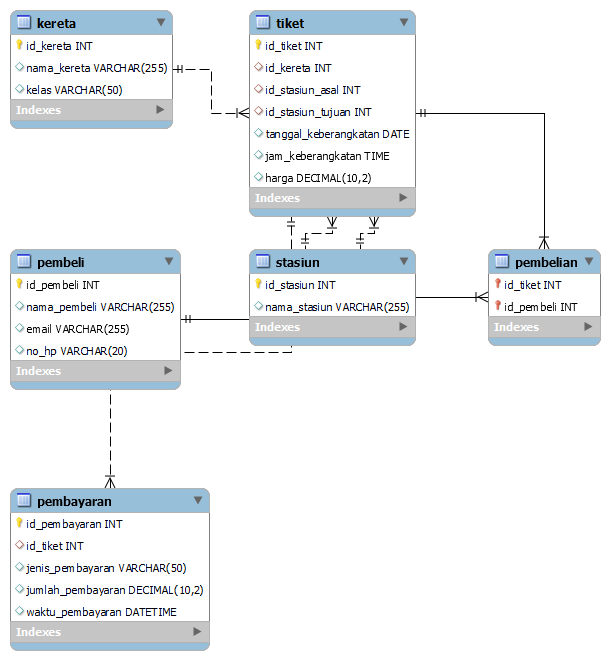 kereta
id_kereta INT
nama_kereta VARCHAR(255)
kelas VARCHAR(50)
Indexes
tiket
id_tiket INT
id_kereta INT
id_stasiun_asal INT
id_stasiun_tujuan INT
tanggal_keberangkatan DATE
jam_keberangkatan TIME
harga DECIMAL(10,2)
Indexes
pembeli
id_pembeli INT
nama_pembeli VARCHAR(255)
email VARCHAR(255)
no_hp VARCHAR(20)
Indexes
stasiun
id_stasiun INT
nama_stasiun VARCHAR(255)
Indexes
pembelian
id_tiket INT
id_pembeli INT
Indexes
pembayaran
id_pembayaran INT
id_tiket INT
jenis_pembayaran VARCHAR(50)
jumlah_pembayaran DECIMAL(10,2)
waktu_pembayaran DATETIME
Indexes